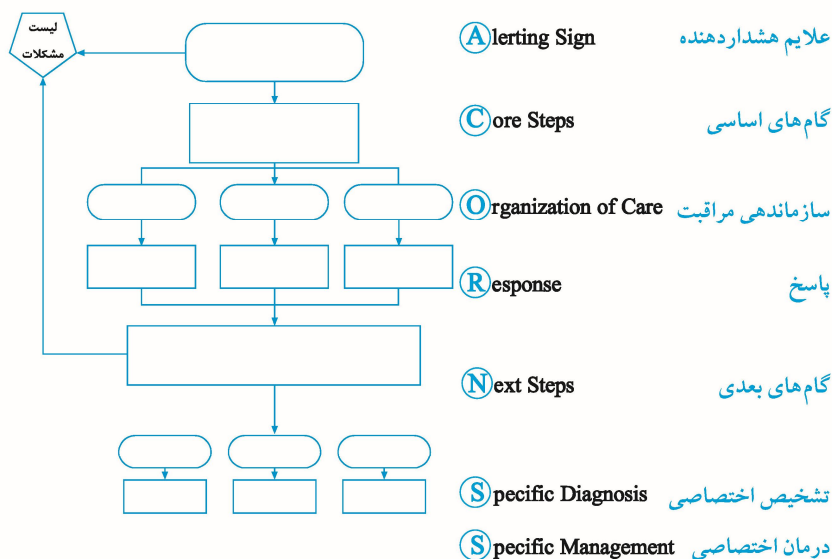 لیست
مشکلات
Alerting Sign علایم هشداردهنده
Core Steps گام‌های اساسی
Organization of Care سازماندهی مراقبت
Response پاسخ
Next Steps گام‌های بعدی
Specific Diagnosis تشخیص اختصاصی
Specific Management درمان اختصاصی